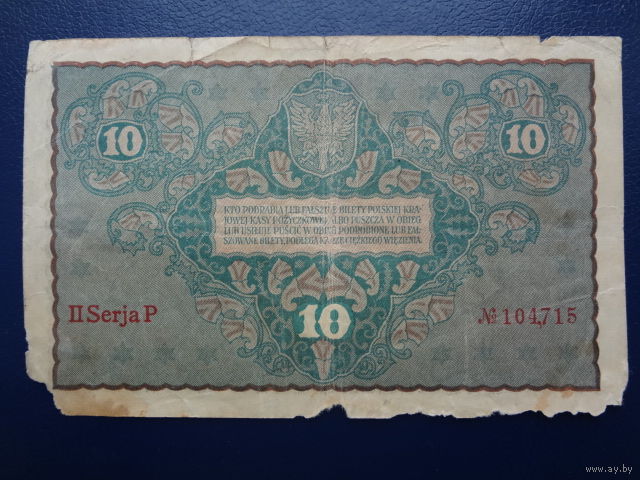 10 10
KTO PODRABIA LUB FAŁSZUJE BILETY POLSKIEJ KRA-
JOWEJ KASY POŻYCZKOWEJ ALBO PUSZCZA W OBIEG
LUB USIŁUJE PUŚCIĆ W OBIEG PODROBIONE LUB FAŁ-
SZOWANE BILETY, PODLEGA KARZE CIĘŻKIEGO WIĘZIENIA
II Serja P № 104,715
10
www.ay.by